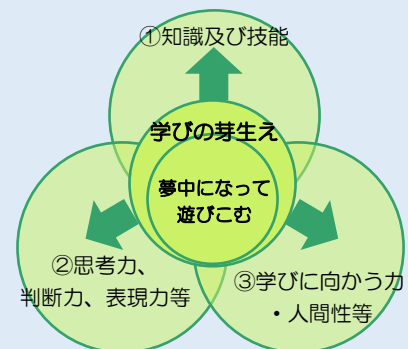 ①知識及び技能
学びの芽生え
夢中になって
遊びこむ
②思考力、
判断力、表現力等
③学びに向かう力
・人間性等